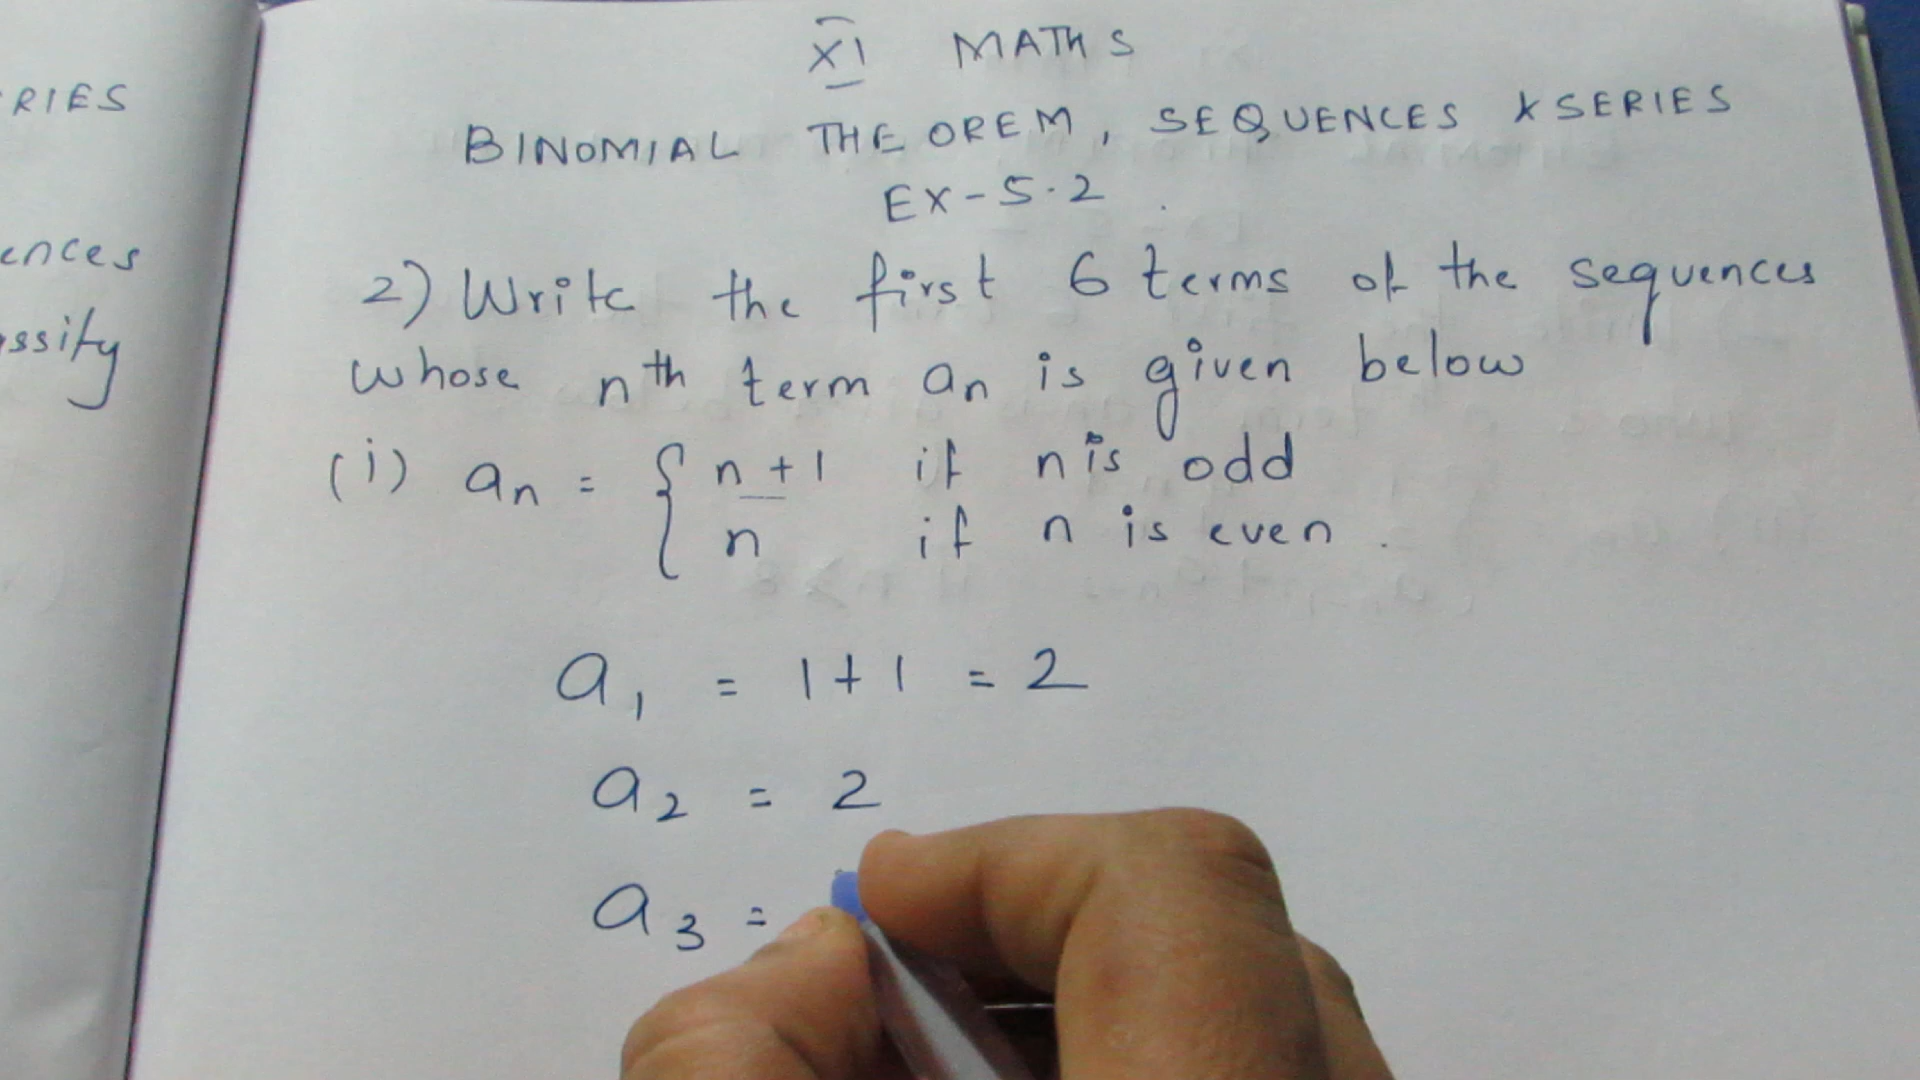 RIES
ences
ssify
XI MATHS
BINOMIAL THEOREM, SEQUENCES & SERIES
EX-5.2
2) Write the first 6 terms of the sequences
whose nth term an is given below
(i) an = { n+1 if n is odd
n if n is even.
a1 = 1+1 = 2
a2 = 2
a3 =